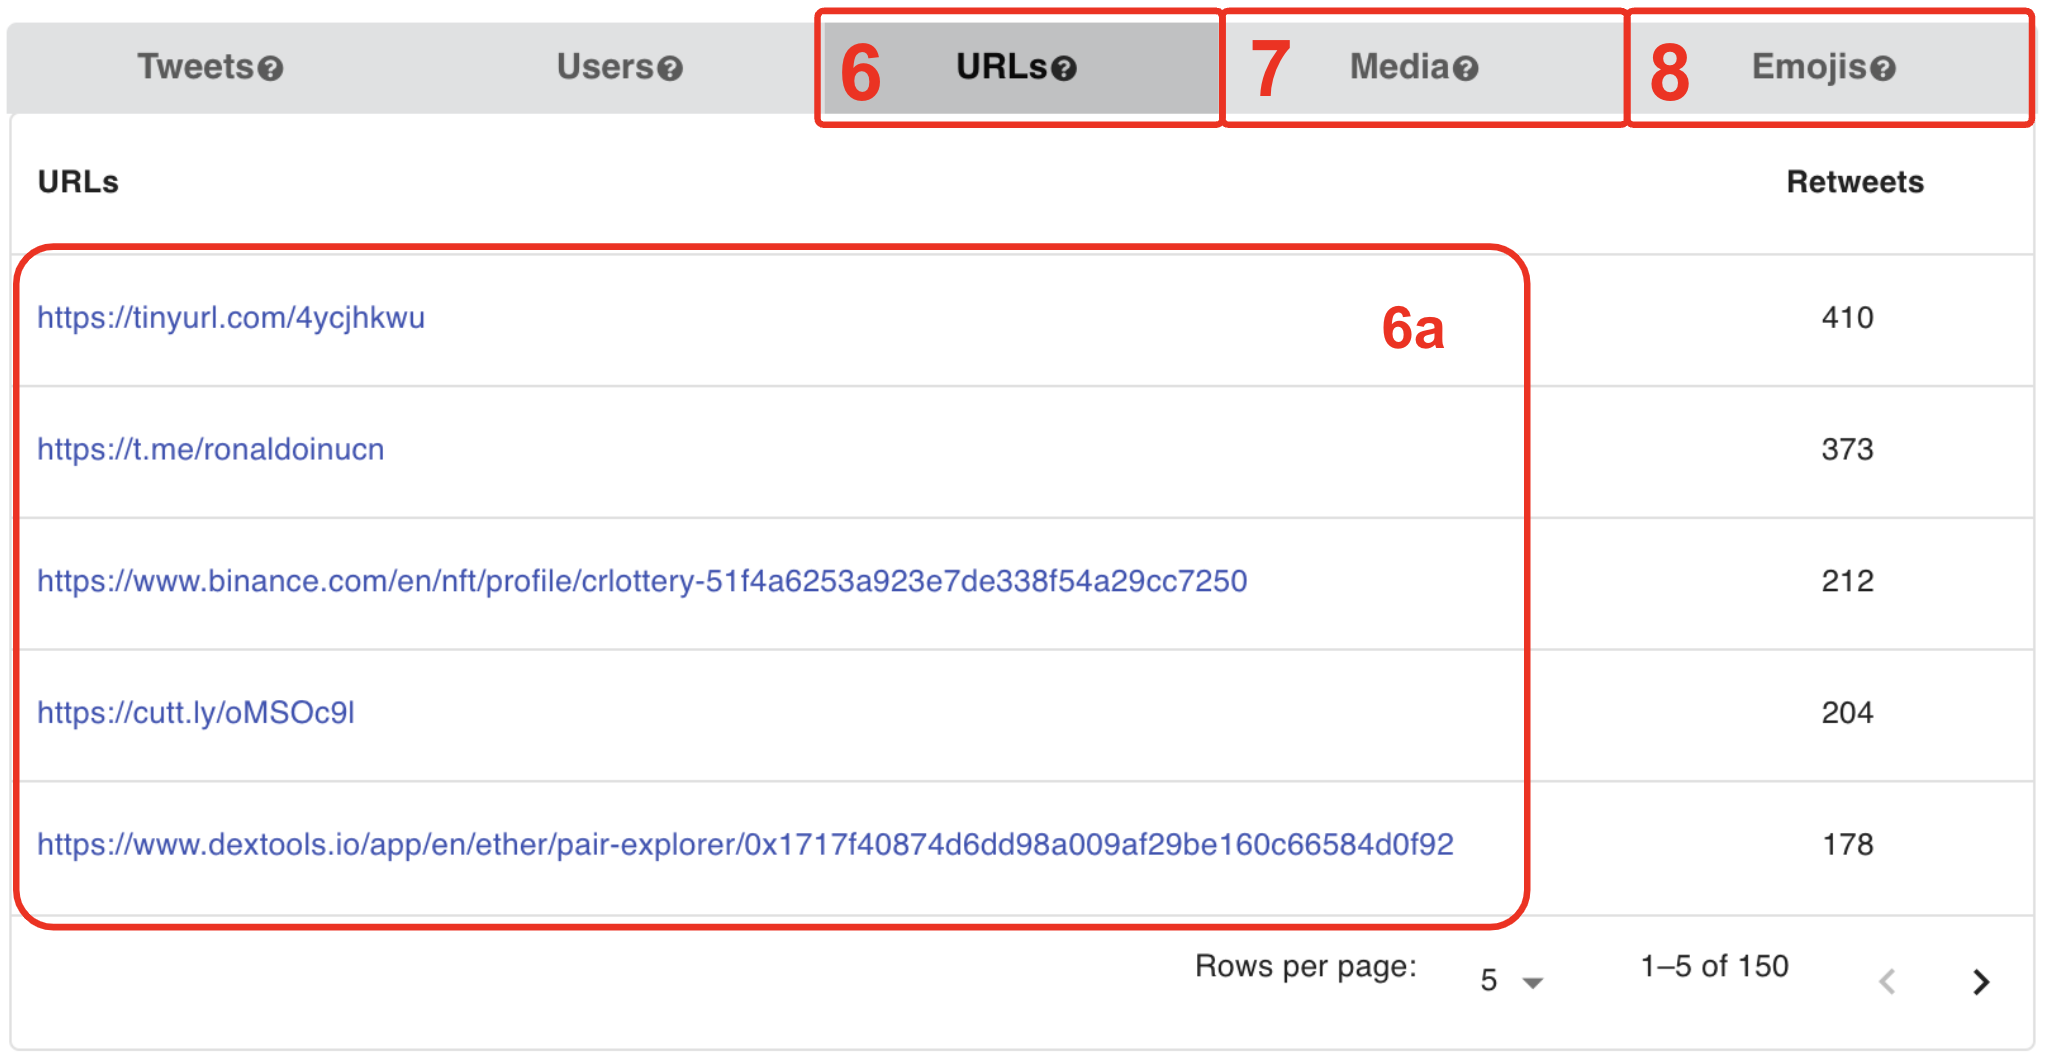 Tweets? Users? 6 URLs? 7 Media? 8 Emojis?
URLs Retweets
6a
https://tinyurl.com/4ycjhkwu 410
https://t.me/ronaldoinucn 373
https://www.binance.com/en/nft/profile/crlottery-51f4a6253a923e7de338f54a29cc7250 212
https://cutt.ly/oMSOc9l 204
https://www.dextools.io/app/en/ether/pair-explorer/0x1717f40874d6dd98a009af29be160c66584d0f92 178
Rows per page: 5 1–5 of 150